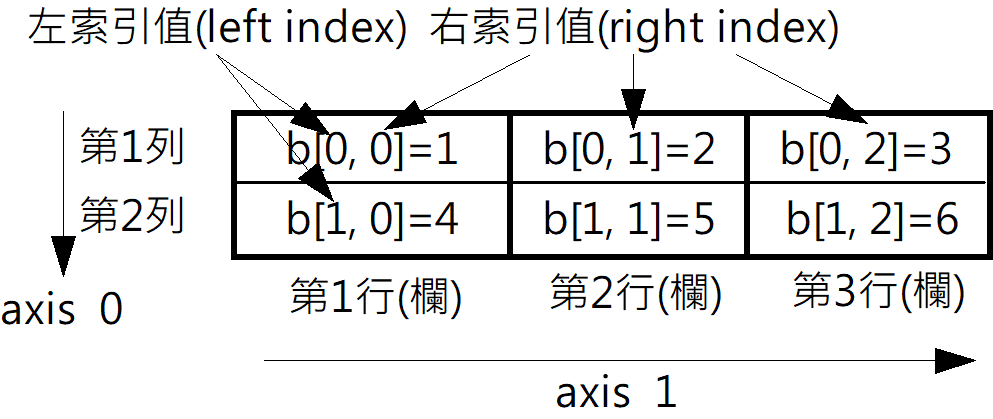 左索引值(left index) 右索引值(right index)
第1列 b[0, 0]=1 b[0, 1]=2 b[0, 2]=3
第2列 b[1, 0]=4 b[1, 1]=5 b[1, 2]=6
axis 0 第1行(欄) 第2行(欄) 第3行(欄)
axis 1